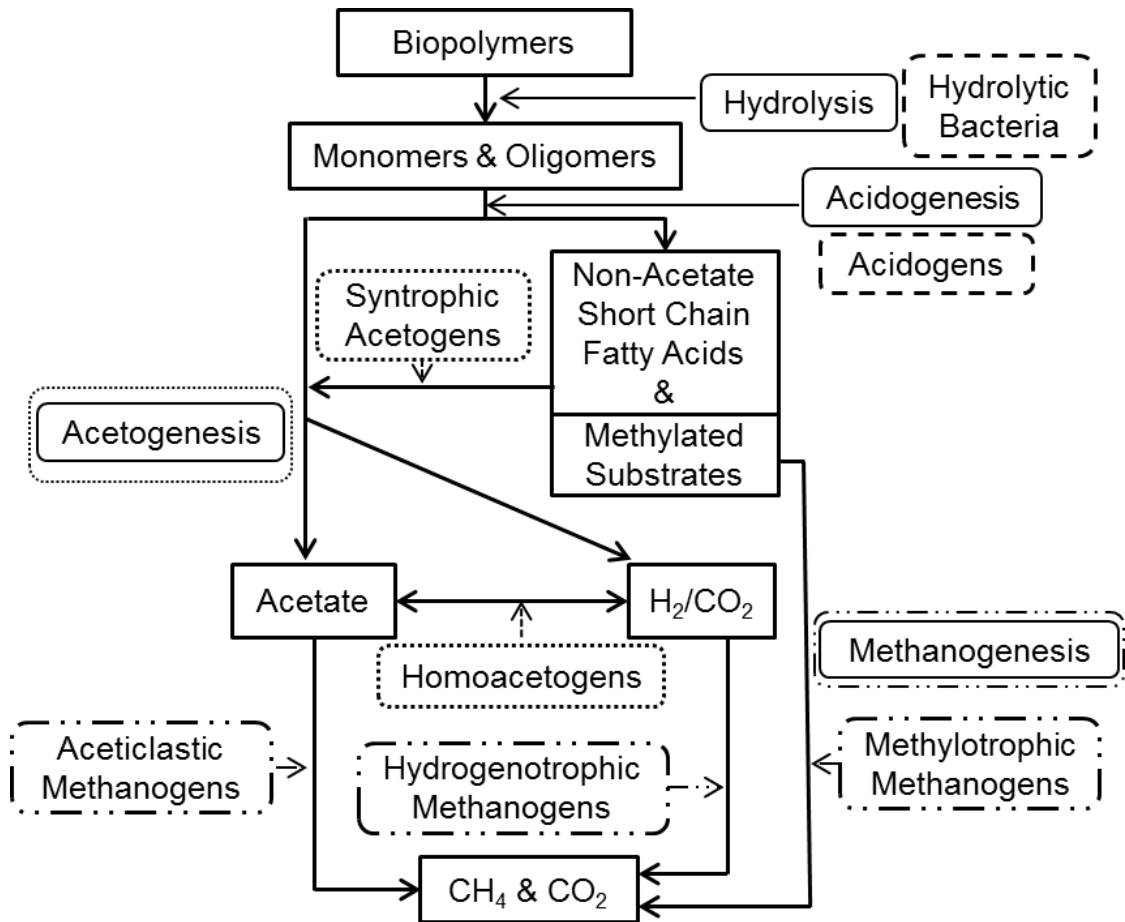 Biopolymers
Hydrolysis
Hydrolytic
Bacteria
Monomers & Oligomers
Acidogenesis
Acidogens
Syntrophic
Acetogens
Non-Acetate
Short Chain
Fatty Acids
&
Methylated
Substrates
Acetogenesis
Acetate
H₂/CO₂
Homoacetogens
Methanogenesis
Aceticlastic
Methanogens
Hydrogenotrophic
Methanogens
Methylotrophic
Methanogens
CH₄ & CO₂